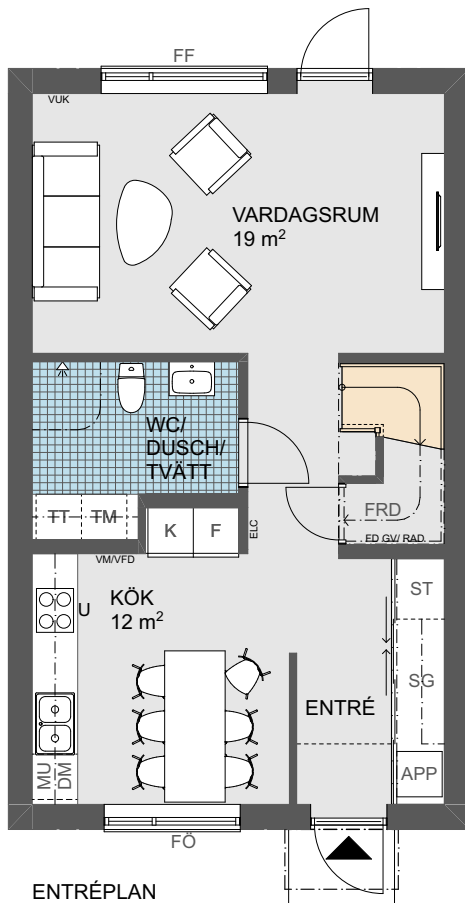 FF
VUK
VARDAGSRUM
19 m²
WC/
DUSCH/
TVÄTT
TT TM
K F
ELC
FRD
FD GV/ RAD
VM/VFD
U
KÖK
12 m²
ST
SG
ENTRÉ
APP
MU
DM
FÖ
ENTRÉPLAN